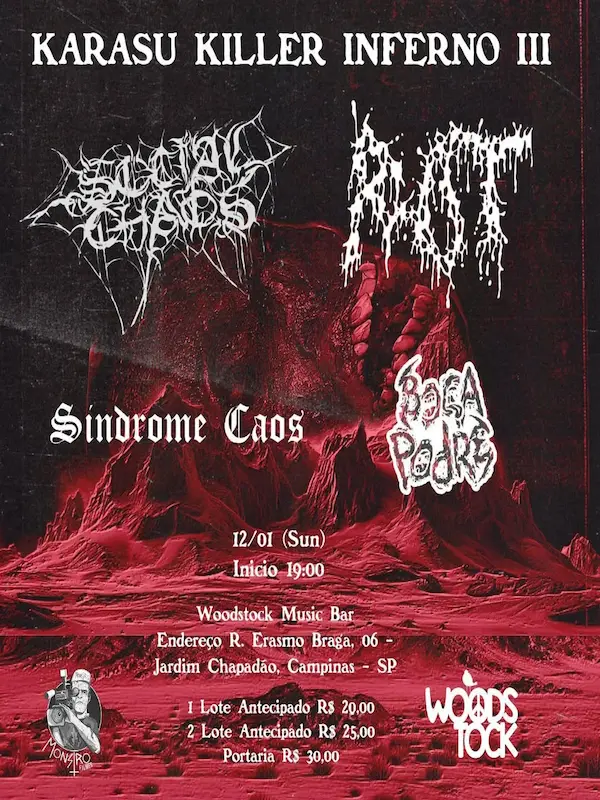 KARASU KILLER INFERNO III
SOCIAL CHAOS
ROT
Sindrome Caos
BOCA PODRE
12/01 (Sun)
Inicio 19:00
Woodstock Music Bar
Endereço R. Erasmo Braga, 06 -
Jardim Chapadão, Campinas - SP
1 Lote Antecipado R$ 20,00
2 Lote Antecipado R$ 25,00
Portaria R$ 30,00
MONSTRO
WOODS
TOCK